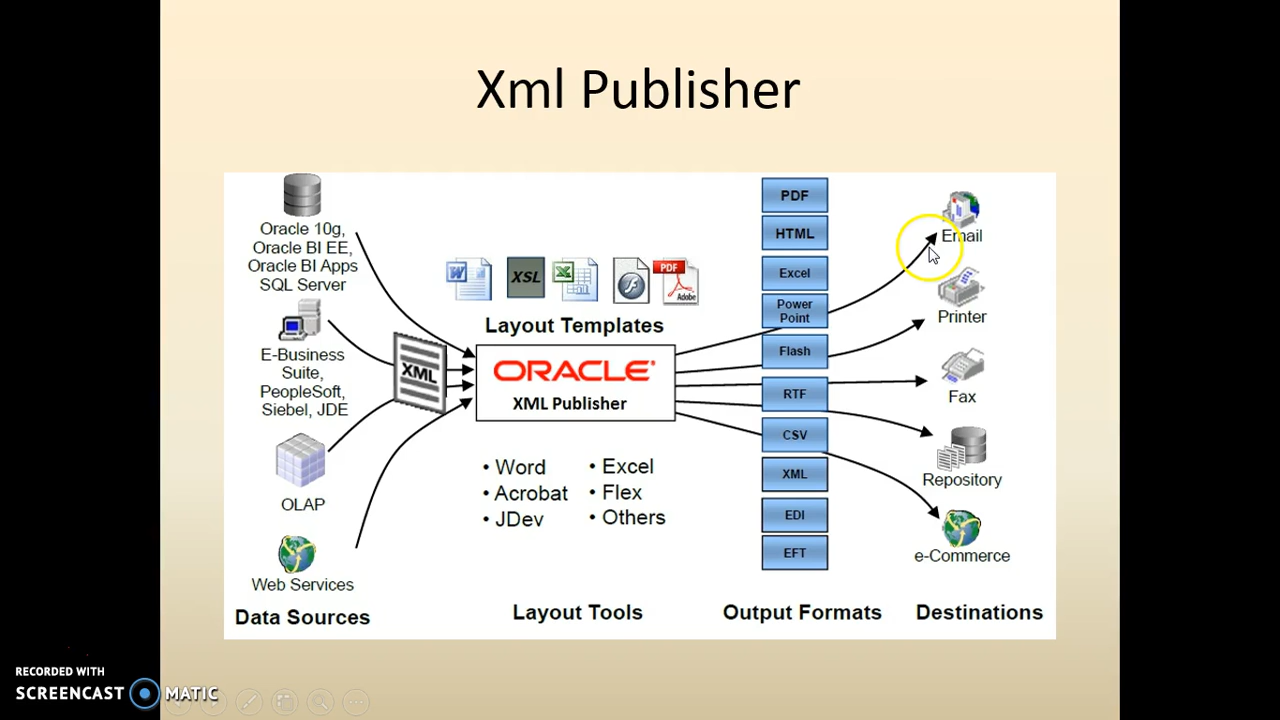 Xml Publisher
Oracle 10g,
Oracle BI EE,
Oracle BI Apps
SQL Server
E-Business
Suite,
PeopleSoft,
Siebel, JDE
OLAP
Web Services
Data Sources
XML
W
XSL
X
PDF
Adobe
Layout Templates
ORACLE®
XML Publisher
• Word
• Acrobat
• JDev
• Excel
• Flex
• Others
Layout Tools
PDF
HTML
Excel
Power
Point
Flash
RTF
CSV
XML
EDI
EFT
Output Formats
Email
Printer
Fax
Repository
e-Commerce
Destinations
RECORDED WITH
SCREENCAST MATIC